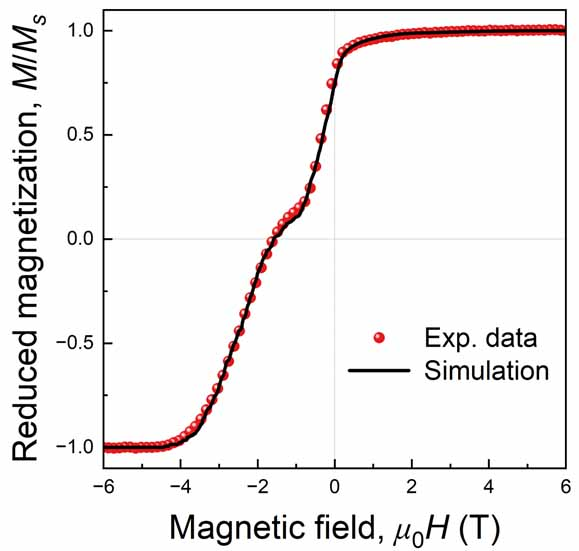 Reduced magnetization, M/Mₛ
1.0
0.5
0.0
−0.5
−1.0
Exp. data
Simulation
−6 −4 −2 0 2 4 6
Magnetic field, μ₀H (T)